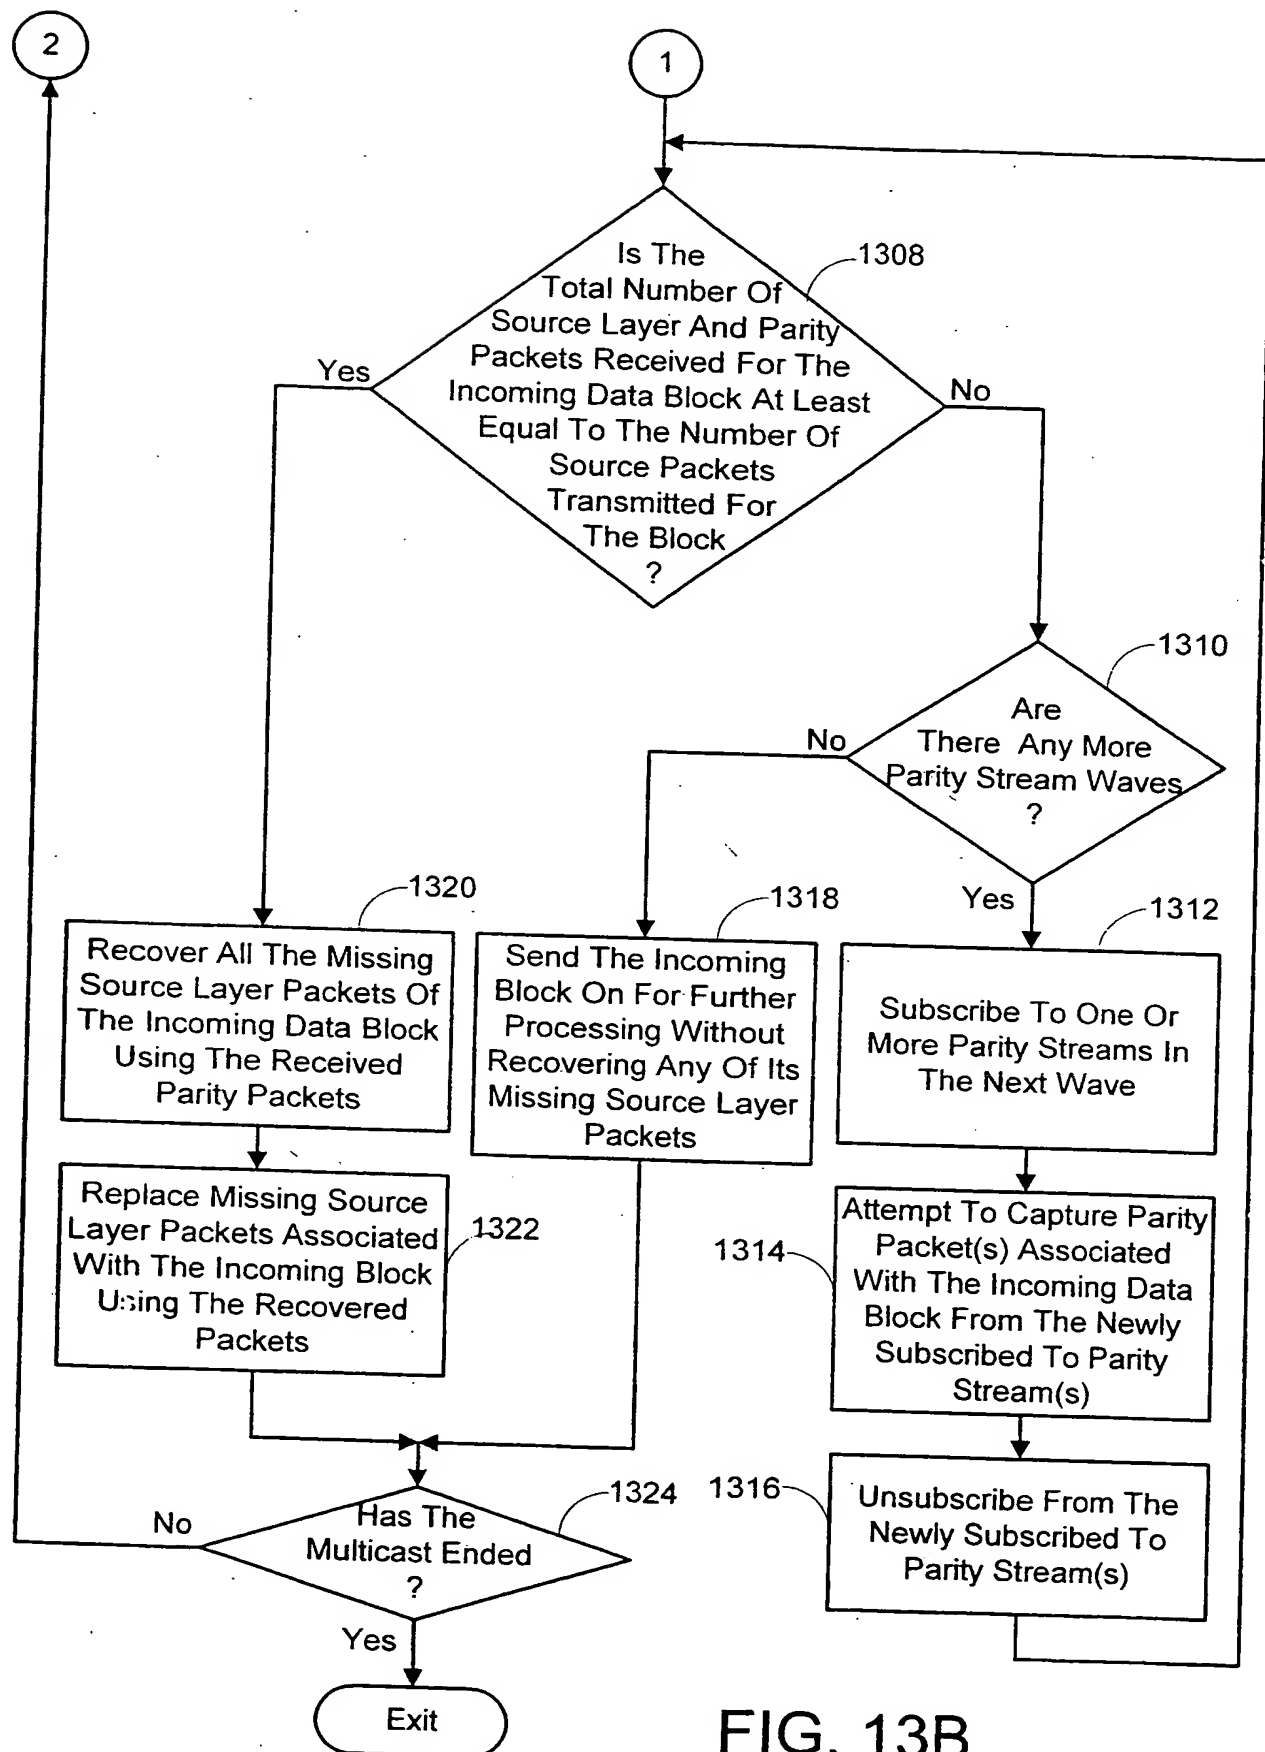 2
1
Is The
Total Number Of
Source Layer And Parity
Packets Received For The
Incoming Data Block At Least
Equal To The Number Of
Source Packets
Transmitted For
The Block
?
1308
Yes
No
1310
Are
There Any More
Parity Stream Waves
?
No
Yes
1320
Recover All The Missing
Source Layer Packets Of
The Incoming Data Block
Using The Received
Parity Packets
1318
Send The Incoming
Block On For Further
Processing Without
Recovering Any Of Its
Missing Source Layer
Packets
1312
Subscribe To One Or
More Parity Streams In
The Next Wave
Replace Missing Source
Layer Packets Associated
With The Incoming Block
Using The Recovered
Packets
1322
1314
Attempt To Capture Parity
Packet(s) Associated
With The Incoming Data
Block From The Newly
Subscribed To Parity
Stream(s)
1316
Unsubscribe From The
Newly Subscribed To
Parity Stream(s)
1324
Has The
Multicast Ended
?
No
Yes
Exit
FIG. 13B